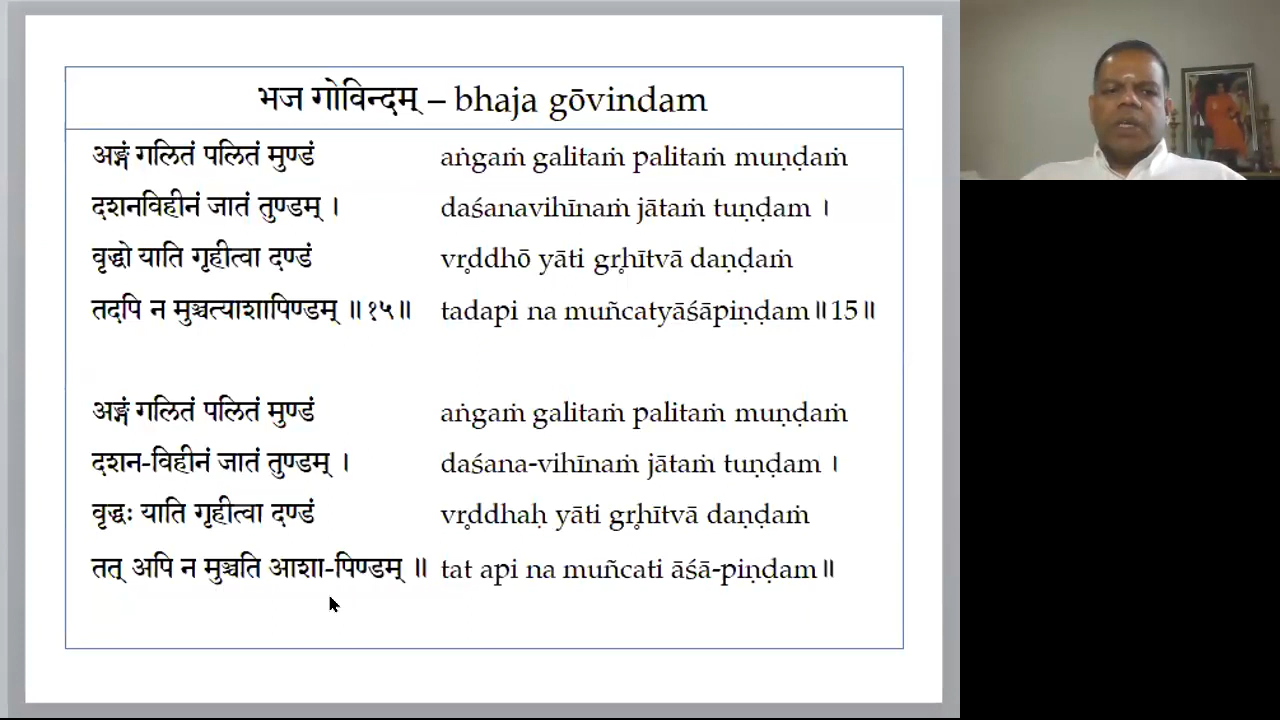 भज गोविन्दम् – bhaja gōvindam
अङ्गं गलितं पलितं मुण्डं aṅgaṁ galitaṁ palitaṁ muṇḍaṁ
दशनविहीनं जातं तुण्डम् । daśanavihīnaṁ jātaṁ tuṇḍam ।
वृद्धो याति गृहीत्वा दण्डं vr̥ddhō yāti gr̥hītvā daṇḍaṁ
तदपि न मुञ्चत्याशापिण्डम् ॥१५॥ tadapi na muñcatyāśāpiṇḍam॥15॥
अङ्गं गलितं पलितं मुण्डं aṅgaṁ galitaṁ palitaṁ muṇḍaṁ
दशन-विहीनं जातं तुण्डम् । daśana-vihīnaṁ jātaṁ tuṇḍam ।
वृद्धः याति गृहीत्वा दण्डं vr̥ddhaḥ yāti gr̥hītvā daṇḍaṁ
तत् अपि न मुञ्चति आशा-पिण्डम् ॥ tat api na muñcati āśā-piṇḍam॥